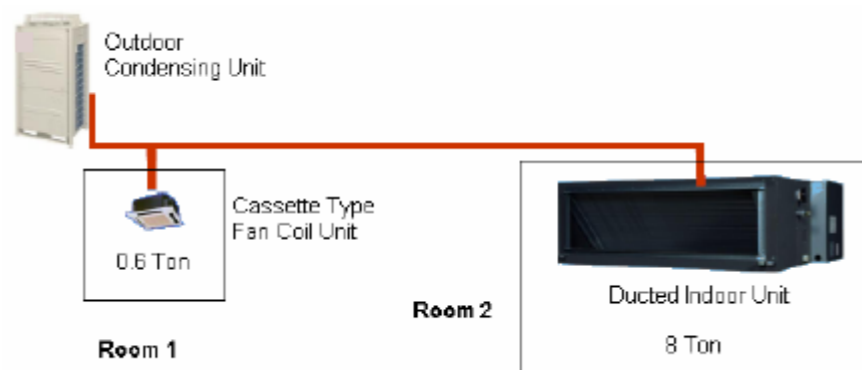 Outdoor
Condensing Unit
Cassette Type
Fan Coil Unit
0.6 Ton
Room 1
Room 2
Ducted Indoor Unit
8 Ton